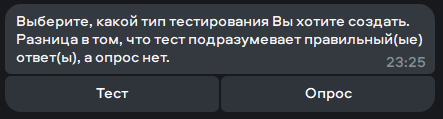 Выберите, какой тип тестирования Вы хотите создать.
Разница в том, что тест подразумевает правильный(ые)
ответ(ы), а опрос нет.
23:25
Тест
Опрос